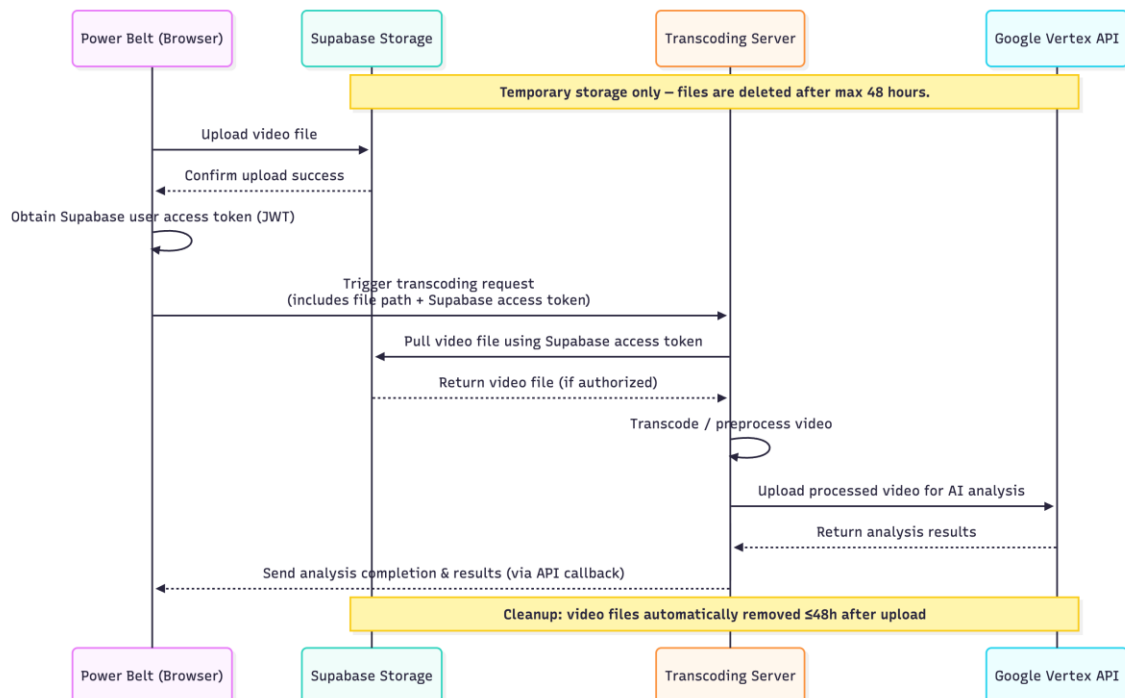 Power Belt (Browser)
Supabase Storage
Transcoding Server
Google Vertex API
Temporary storage only – files are deleted after max 48 hours.
Upload video file
Confirm upload success
Obtain Supabase user access token (JWT)
Trigger transcoding request
(includes file path + Supabase access token)
Pull video file using Supabase access token
Return video file (if authorized)
Transcode / preprocess video
Upload processed video for AI analysis
Return analysis results
Send analysis completion & results (via API callback)
Cleanup: video files automatically removed ≤48h after upload
Power Belt (Browser)
Supabase Storage
Transcoding Server
Google Vertex API